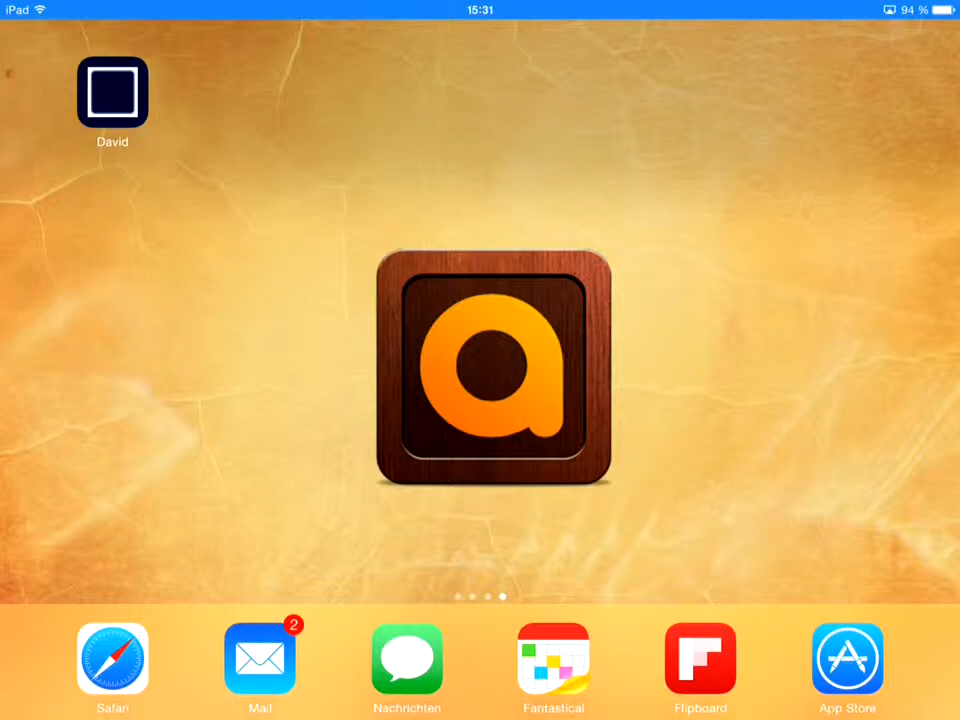 iPad
15:31
94 %
David
a
2
Safari
Mail
Nachrichten
Fantastical
Flipboard
App Store